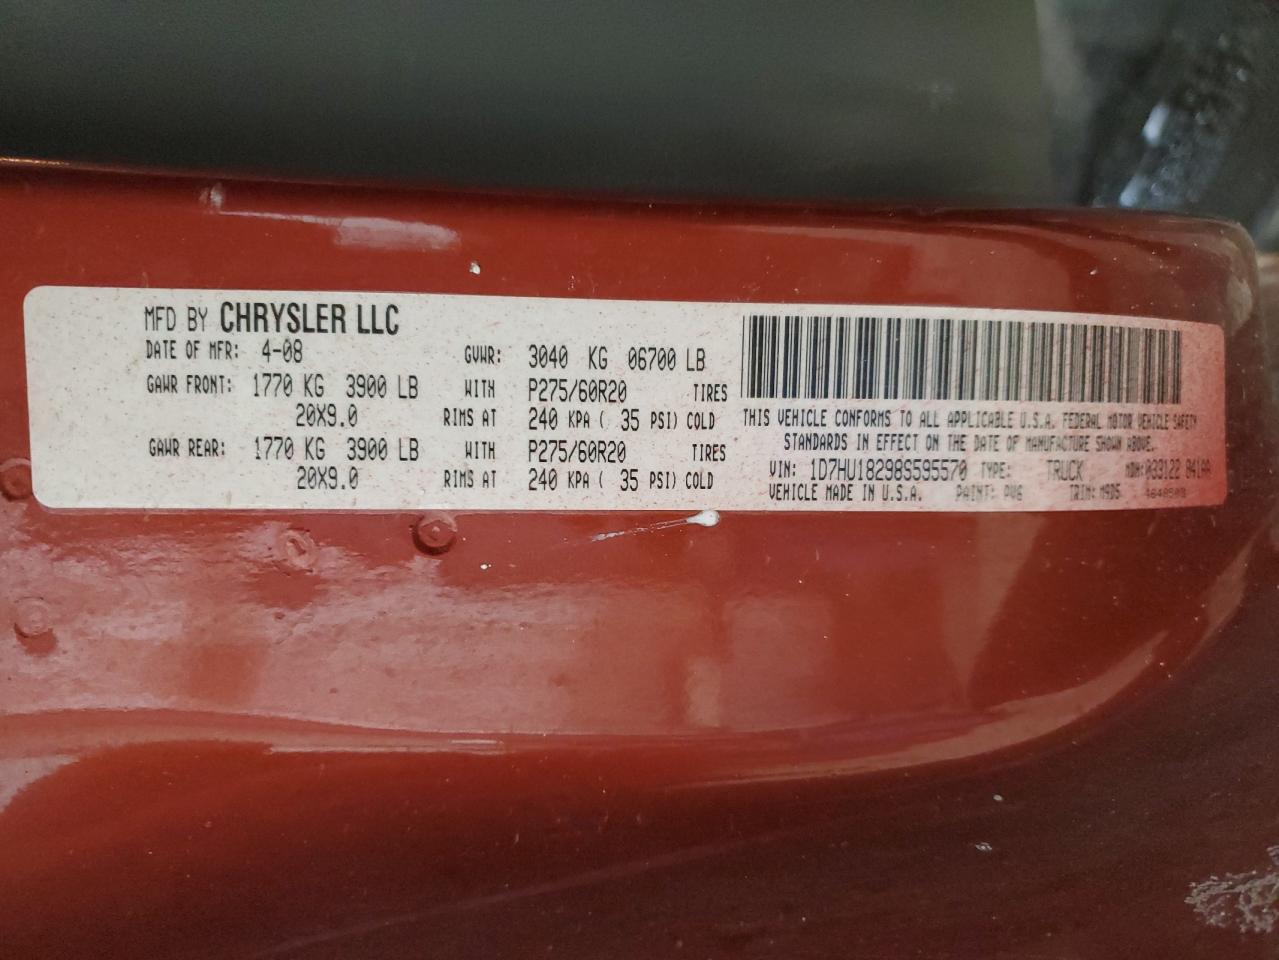 MFD BY CHRYSLER LLC
DATE OF MFR: 4-08 GVWR: 3040 KG 06700 LB
GAWR FRONT: 1770 KG 3900 LB WITH P275/60R20 TIRES
20X9.0 RIMS AT 240 KPA ( 35 PSI) COLD
GAWR REAR: 1770 KG 3900 LB WITH P275/60R20 TIRES
20X9.0 RIMS AT 240 KPA ( 35 PSI) COLD
THIS VEHICLE CONFORMS TO ALL APPLICABLE U.S.A. FEDERAL MOTOR VEHICLE SAFETY
STANDARDS IN EFFECT ON THE DATE OF MANUFACTURE SHOWN ABOVE.
VIN: 1D7HU18298S595570 TYPE: TRUCK MDH: 033122 041AA
VEHICLE MADE IN U.S.A. PAINT: TRIM: M9D5